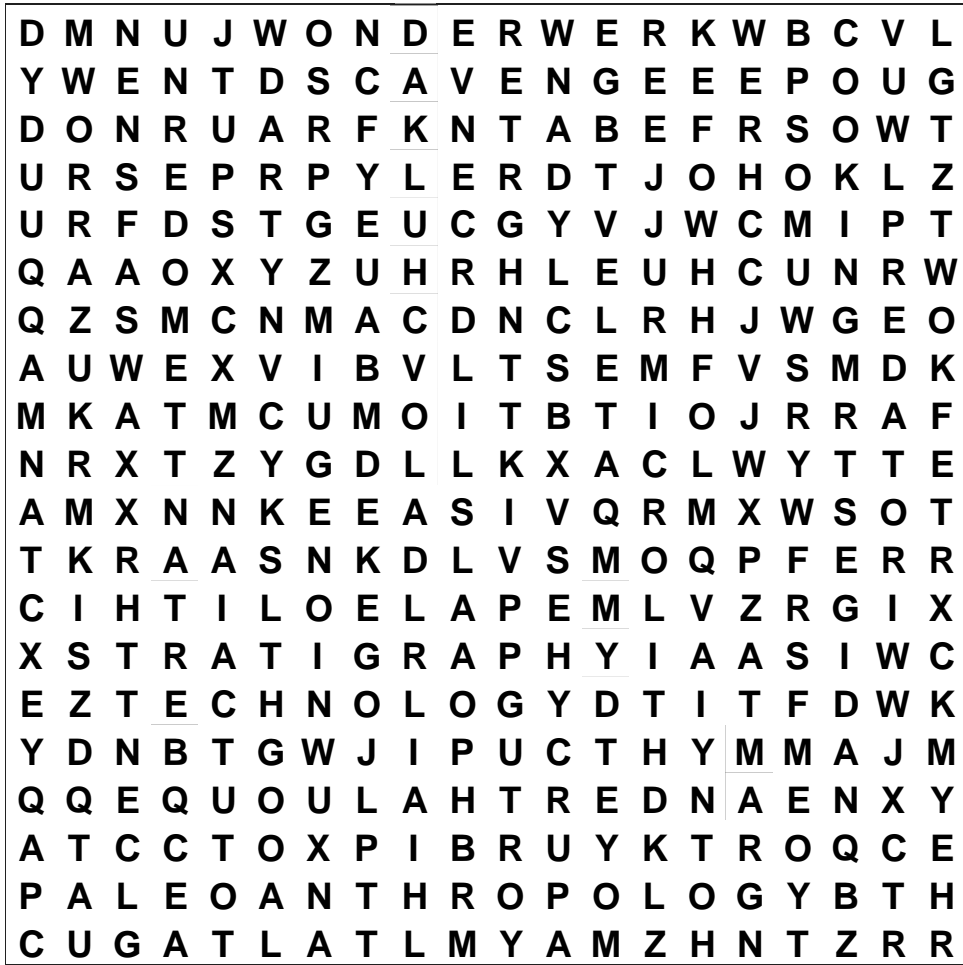 D M N U J W O N D E R W E R K W B C V L
Y W E N T D S C A V E N G E E E P O U G
D O N R U A R F K N T A B E F R S O W T
U R S E P R P Y L E R D T J O H O K L Z
U R F D S T G E U C G Y V J W C M I P T
Q A A O X Y Z U H R H L E U H C U N R W
Q Z S M C N M A C D N C L R H J W G E O
A U W E X V I B V L T S E M F V S M D K
M K A T M C U M O I T B T I O J R R A F
N R X T Z Y G D L L K X A C L W Y T T E
A M X N N K E E A S I V Q R M X W S O T
T K R A A S N K D L V S M O Q P F E R R
C I H T I L O E L A P E M L V Z R G I X
X S T R A T I G R A P H Y I A A S I W C
E Z T E C H N O L O G Y D T I T F D W K
Y D N B T G W J I P U C T H Y M M A J M
Q Q E Q U O U L A H T R E D N A E N X Y
A T C C T O X P I B R U Y K T R O Q C E
P A L E O A N T H R O P O L O G Y B T H
C U G A T L A T L M Y A M Z H N T Z R R